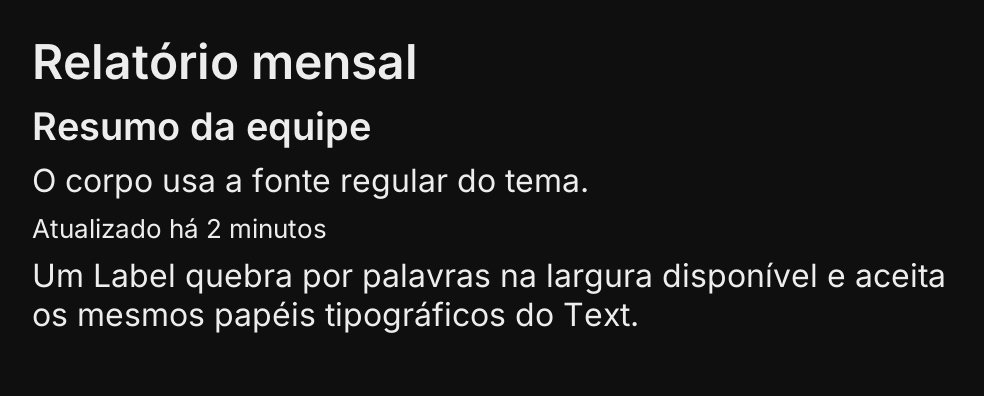 Relatório mensal
Resumo da equipe
O corpo usa a fonte regular do tema.
Atualizado há 2 minutos
Um Label quebra por palavras na largura disponível e aceita
os mesmos papéis tipográficos do Text.